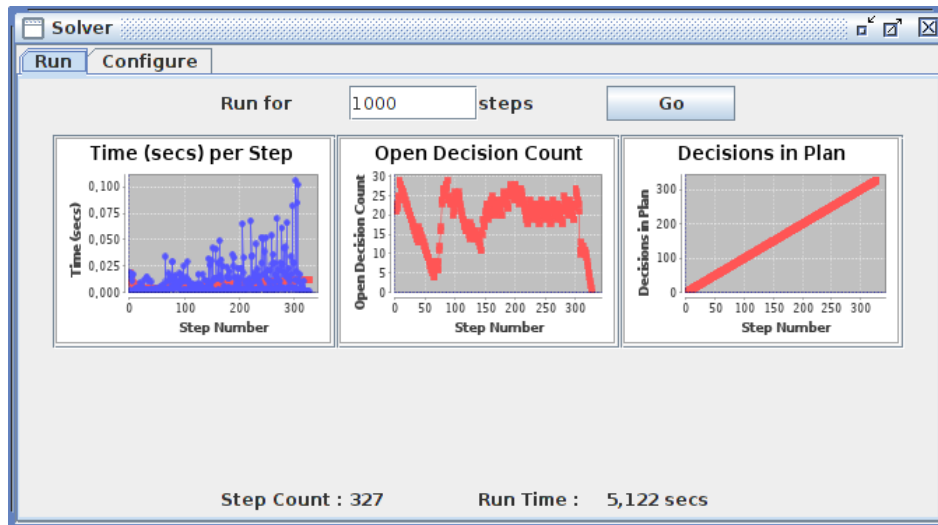 Solver
Run Configure
Run for 1000 steps Go
Time (secs) per Step
Time (secs)
0,100
0,075
0,050
0,025
0,000
0 100 200 300
Step Number
Open Decision Count
Open Decision Count
30
25
20
15
10
5
0
0 50 100 150 200 250 300
Step Number
Decisions in Plan
Decisions in Plan
300
200
100
0
0 50 100 150 200 250 300
Step Number
Step Count : 327 Run Time : 5,122 secs